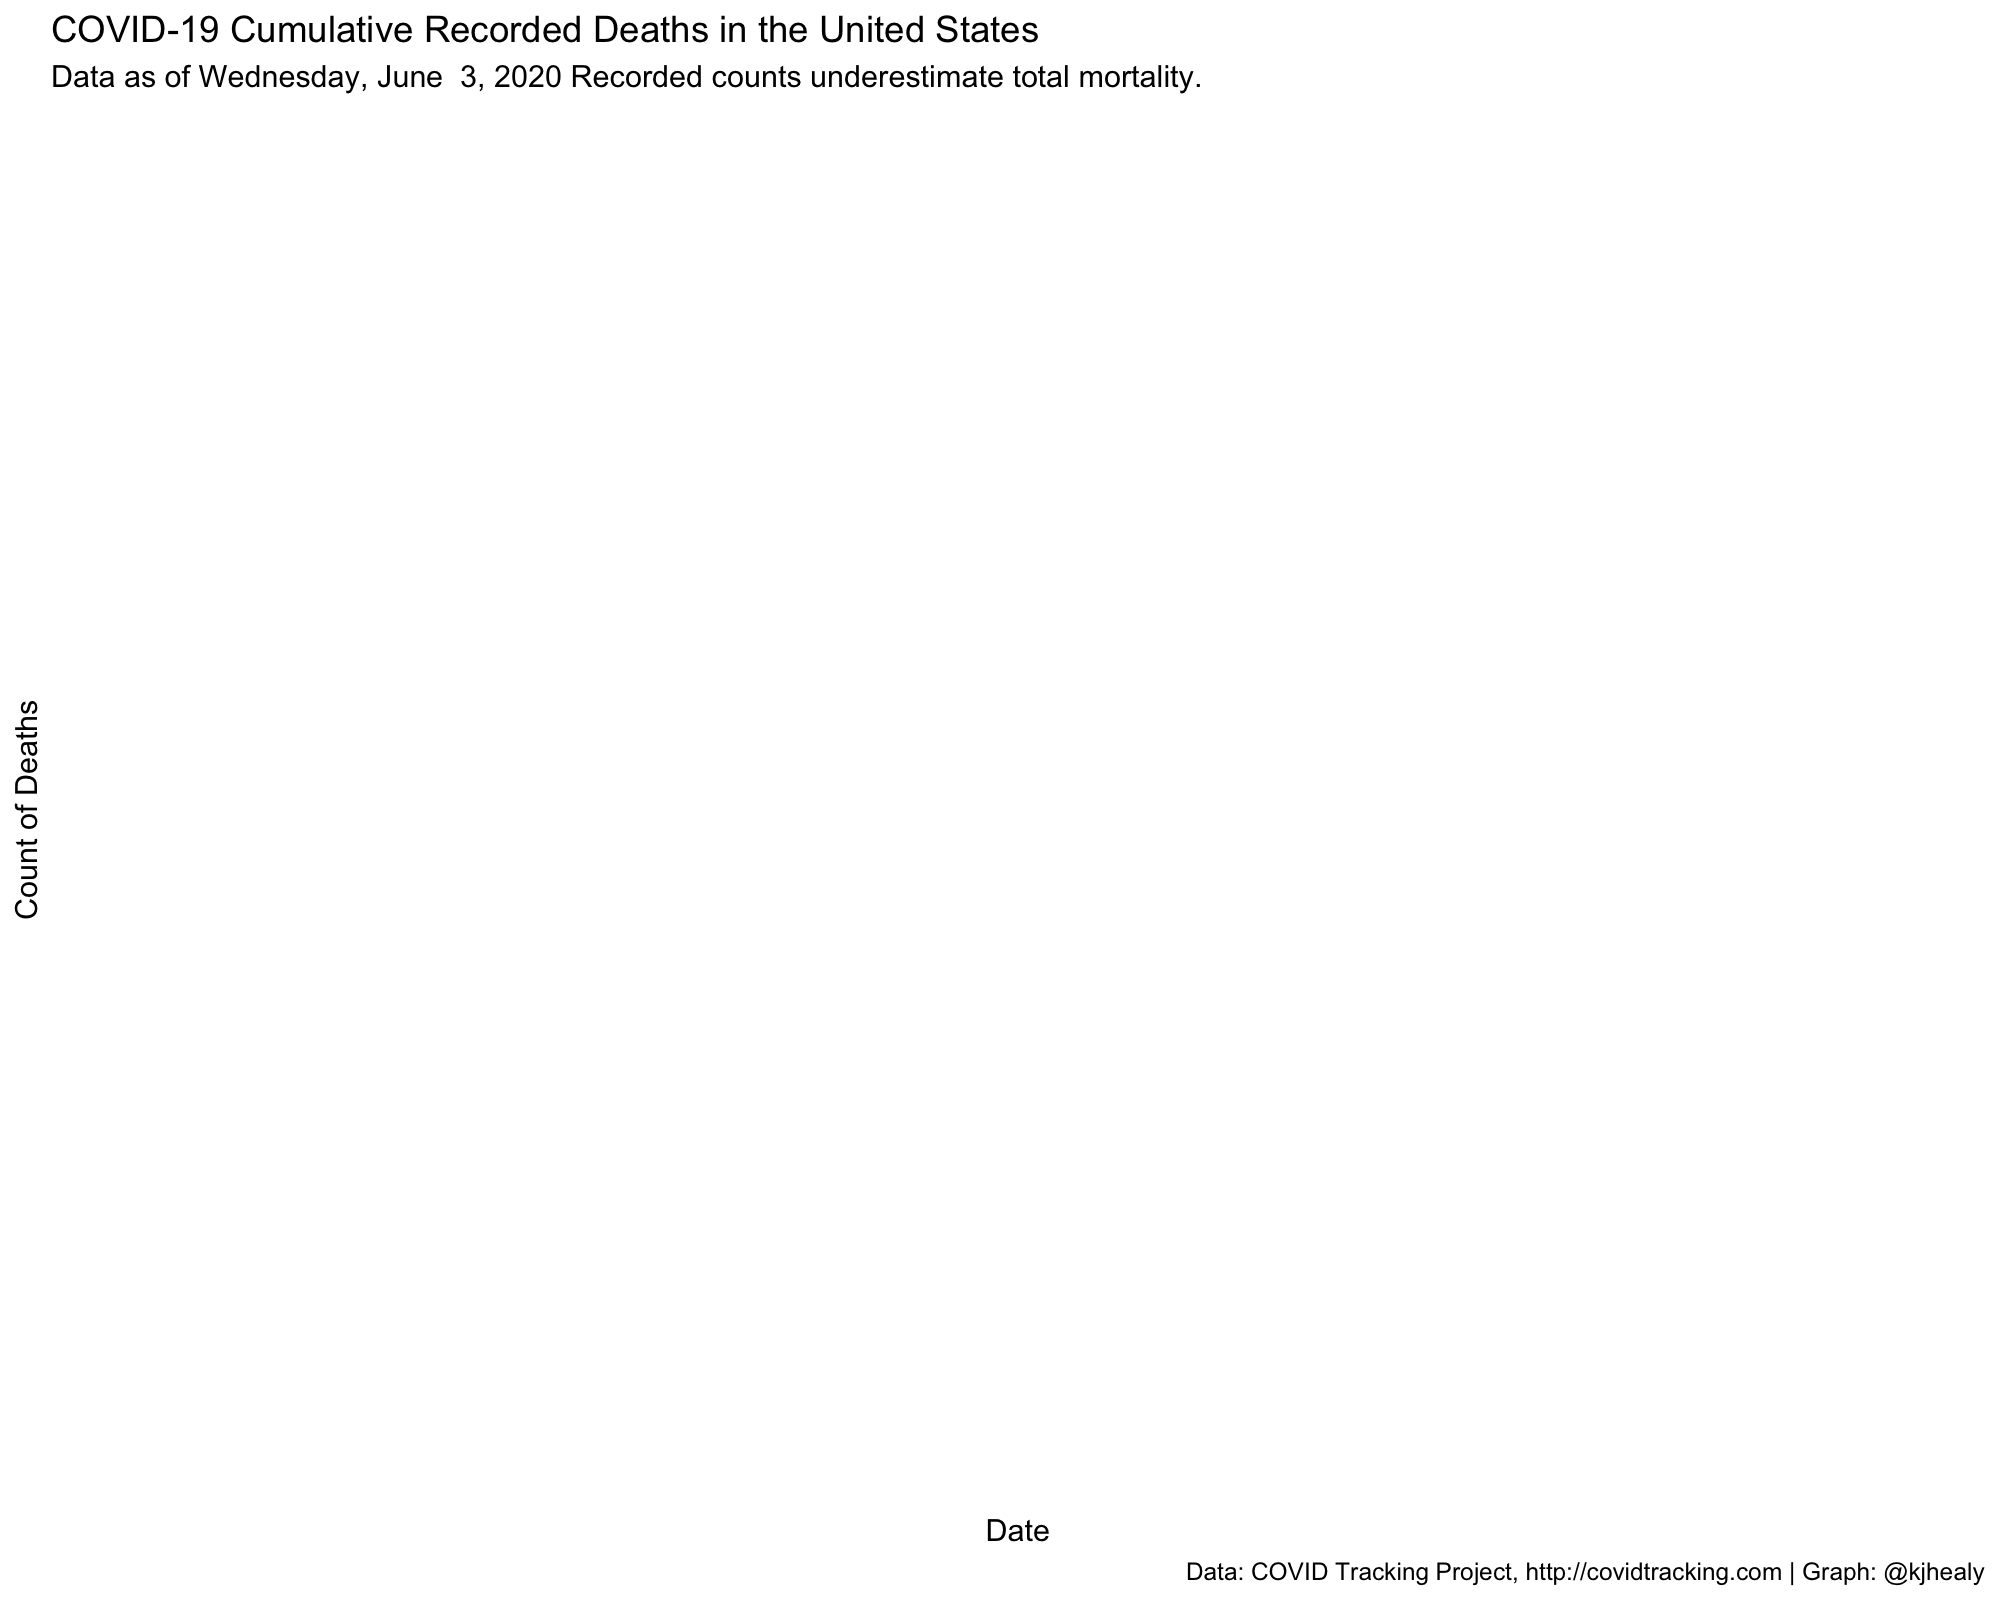 COVID-19 Cumulative Recorded Deaths in the United States
Data as of Wednesday, June  3, 2020 Recorded counts underestimate total mortality.
Count of Deaths
Date
Data: COVID Tracking Project, http://covidtracking.com | Graph: @kjhealy